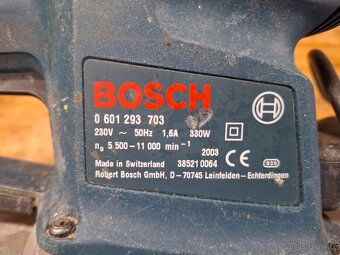 BOSCH
0 601 293 703
230V ~ 50Hz 1,6A 330W
n₀ 5 500-11 000 min⁻¹
2003
Made in Switzerland 385210064 CE
Robert Bosch GmbH, D-70745 Leinfelden-Echterdingen